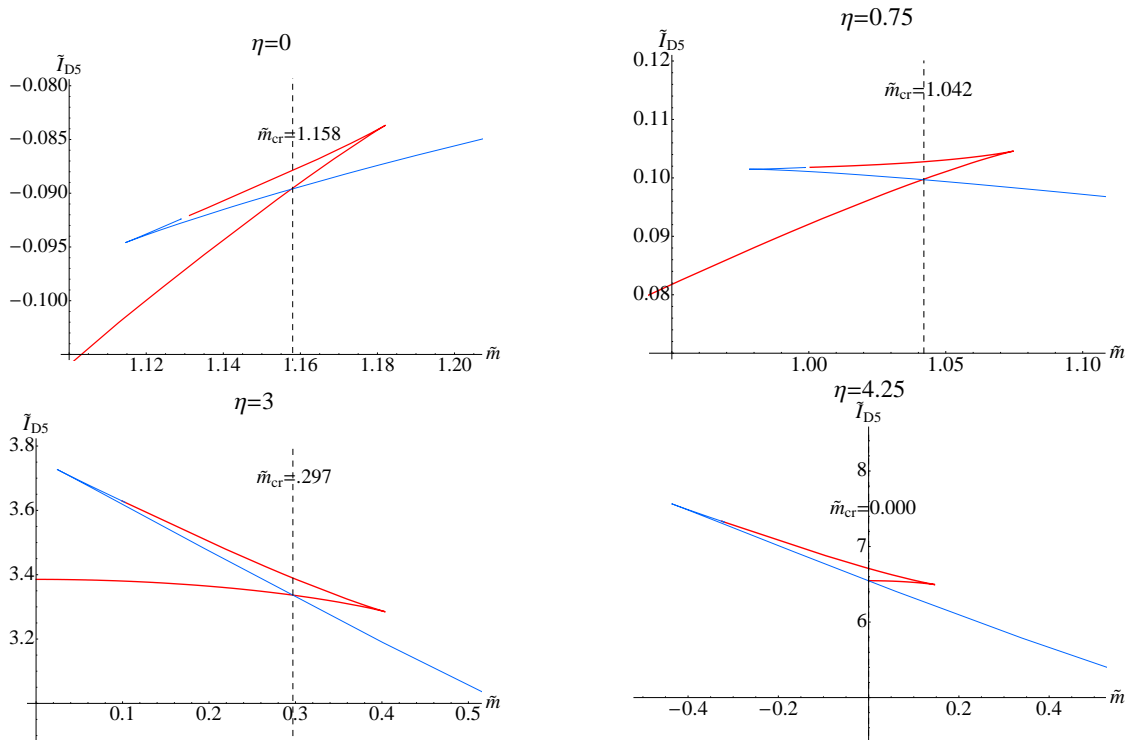 η=0
Ĩ_D5
−0.080
−0.085
−0.090
−0.095
−0.100
m̃_cr=1.158
1.12 1.14 1.16 1.18 1.20 m̃
η=0.75
Ĩ_D5
0.12
0.11
0.10
0.09
0.08
m̃_cr=1.042
1.00 1.05 1.10 m̃
η=3
Ĩ_D5
3.8
3.6
3.4
3.2
m̃_cr=.297
0.1 0.2 0.3 0.4 0.5 m̃
η=4.25
Ĩ_D5
8
7
6
m̃_cr=0.000
−0.4 −0.2 0.2 0.4 m̃